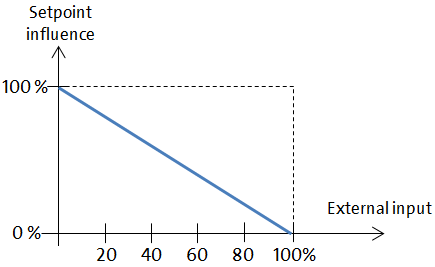 Setpoint
influence
100 %
External input
0 %
20 40 60 80 100%